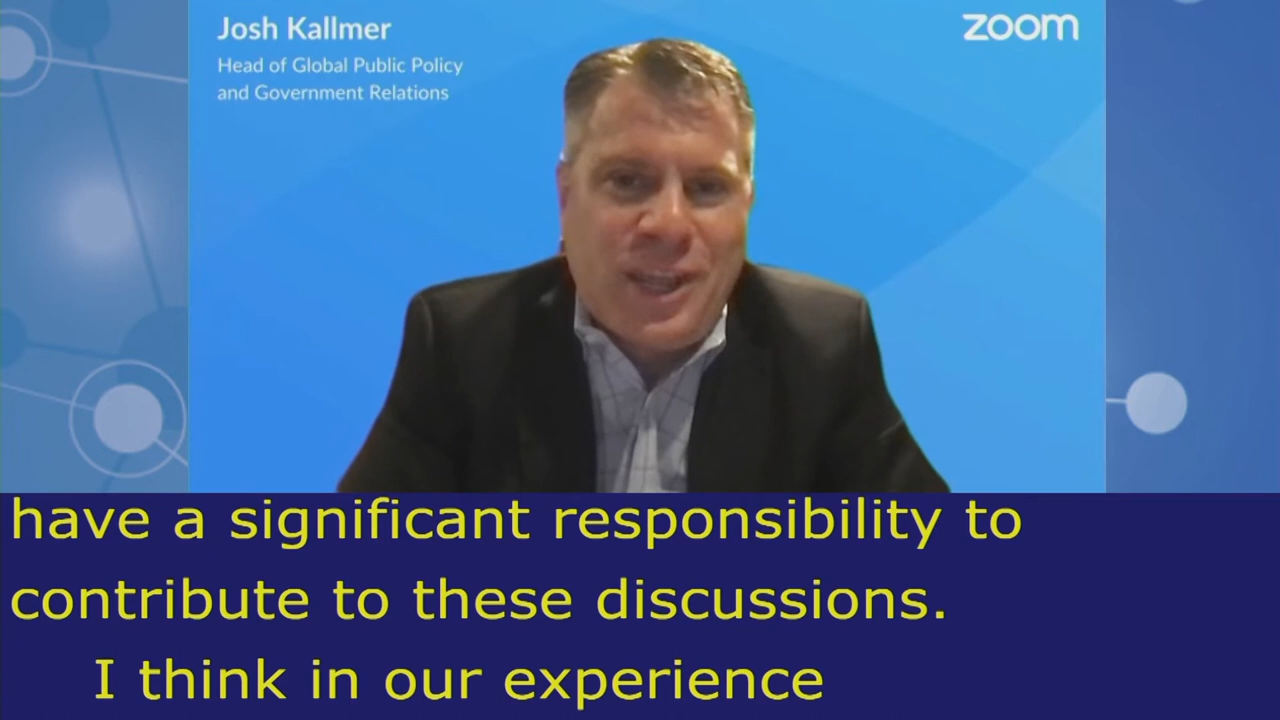 Josh Kallmer
zoom
Head of Global Public Policy
and Government Relations
have a significant responsibility to
contribute to these discussions.
I think in our experience